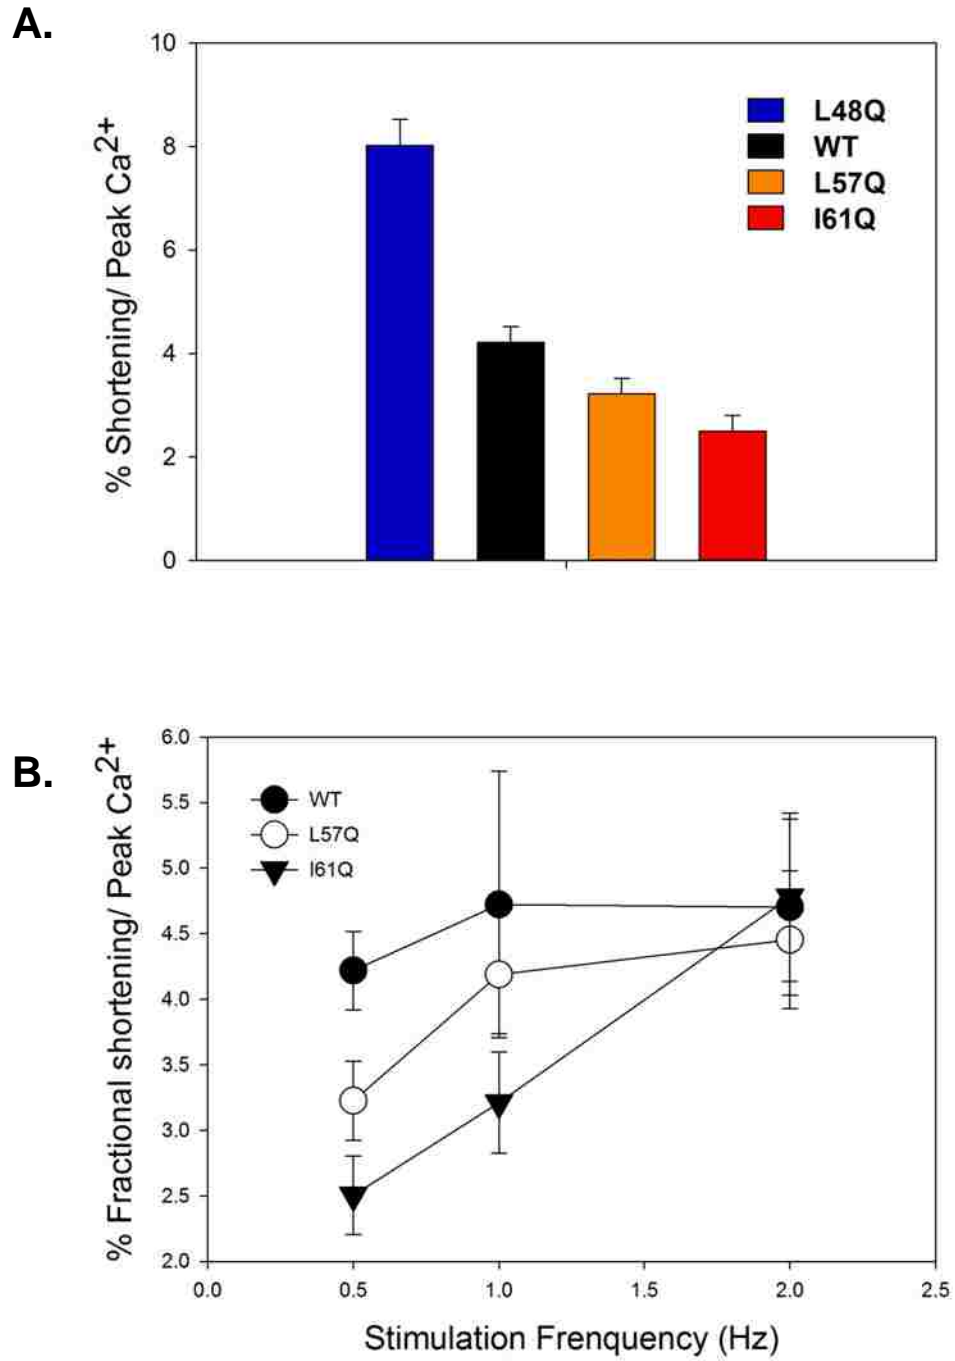 A.
% Shortening/ Peak Ca2+
10
8
6
4
2
0
L48Q
WT
L57Q
I61Q
B.
% Fractional shortening/ Peak Ca2+
6.0
5.5
5.0
4.5
4.0
3.5
3.0
2.5
2.0
WT
L57Q
I61Q
0.0 0.5 1.0 1.5 2.0 2.5
Stimulation Frenquency (Hz)